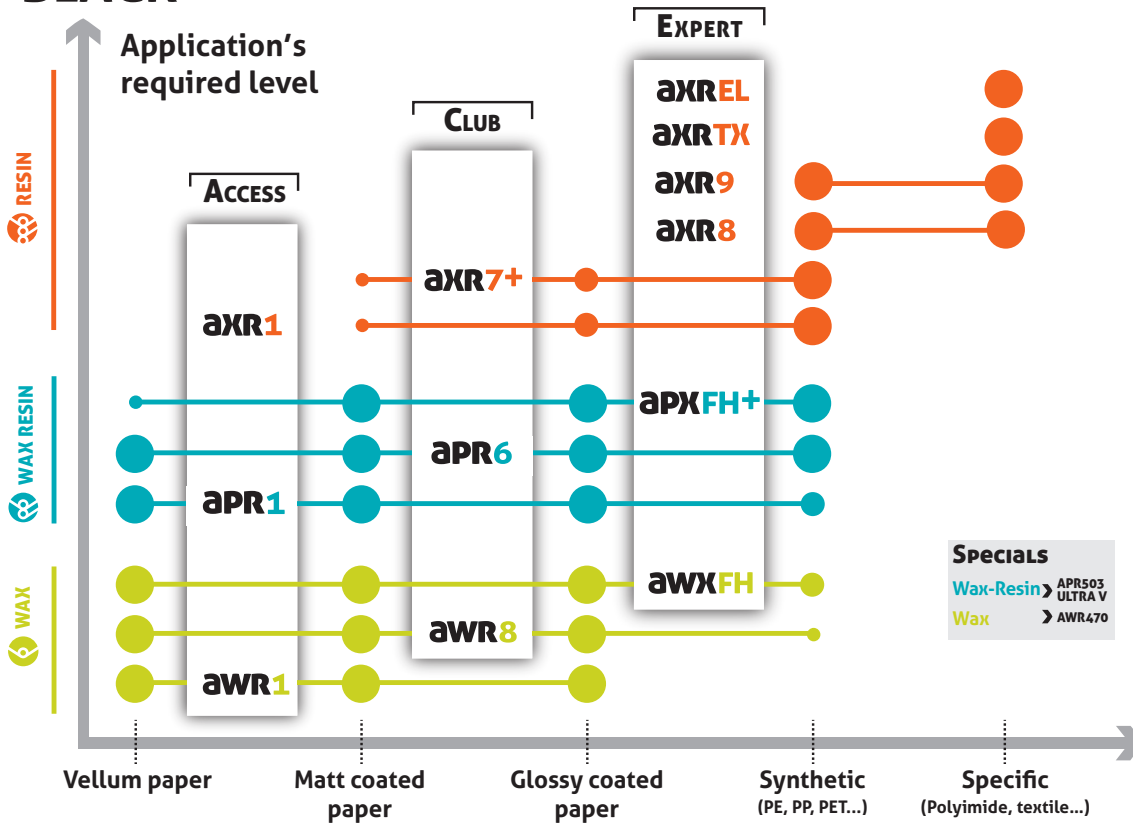 Application's
required level
EXPERT
CLUB
ACCESS
RESIN
WAX RESIN
WAX
aXREL
aXRTX
aXR9
aXR8
aXR7+
aXR1
aPXFH+
aPR6
aPR1
aWXFH
aWR8
aWR1
SPECIALS
Wax-Resin APR503
ULTRA V
Wax AWR470
Vellum paper
Matt coated
paper
Glossy coated
paper
Synthetic
(PE, PP, PET...)
Specific
(Polyimide, textile...)